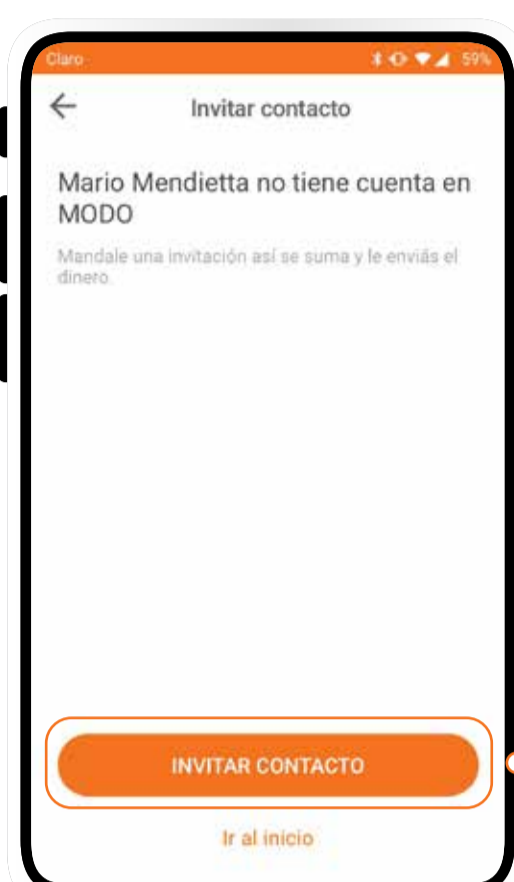 Claro 59%
Invitar contacto
Mario Mendietta no tiene cuenta en
MODO
Mandale una invitación así se suma y le enviás el
dinero.
INVITAR CONTACTO
Ir al inicio